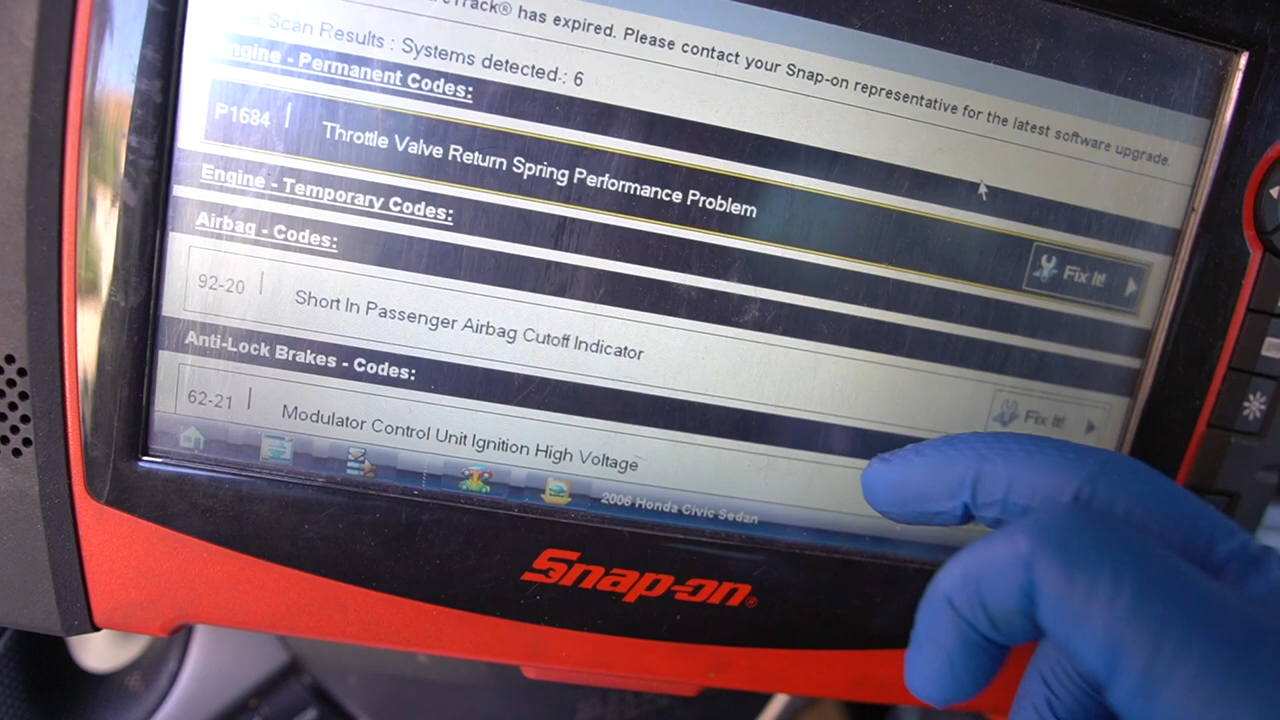 Track® has expired. Please contact your Snap-on representative for the latest software upgrade.
Scan Results : Systems detected.: 6
Engine - Permanent Codes:
P1684 | Throttle Valve Return Spring Performance Problem
Fix It!
Engine - Temporary Codes:
Airbag - Codes:
92-20 | Short In Passenger Airbag Cutoff Indicator
Fix It!
Anti-Lock Brakes - Codes:
62-21 | Modulator Control Unit Ignition High Voltage
2006 Honda Civic Sedan
Snap-on®